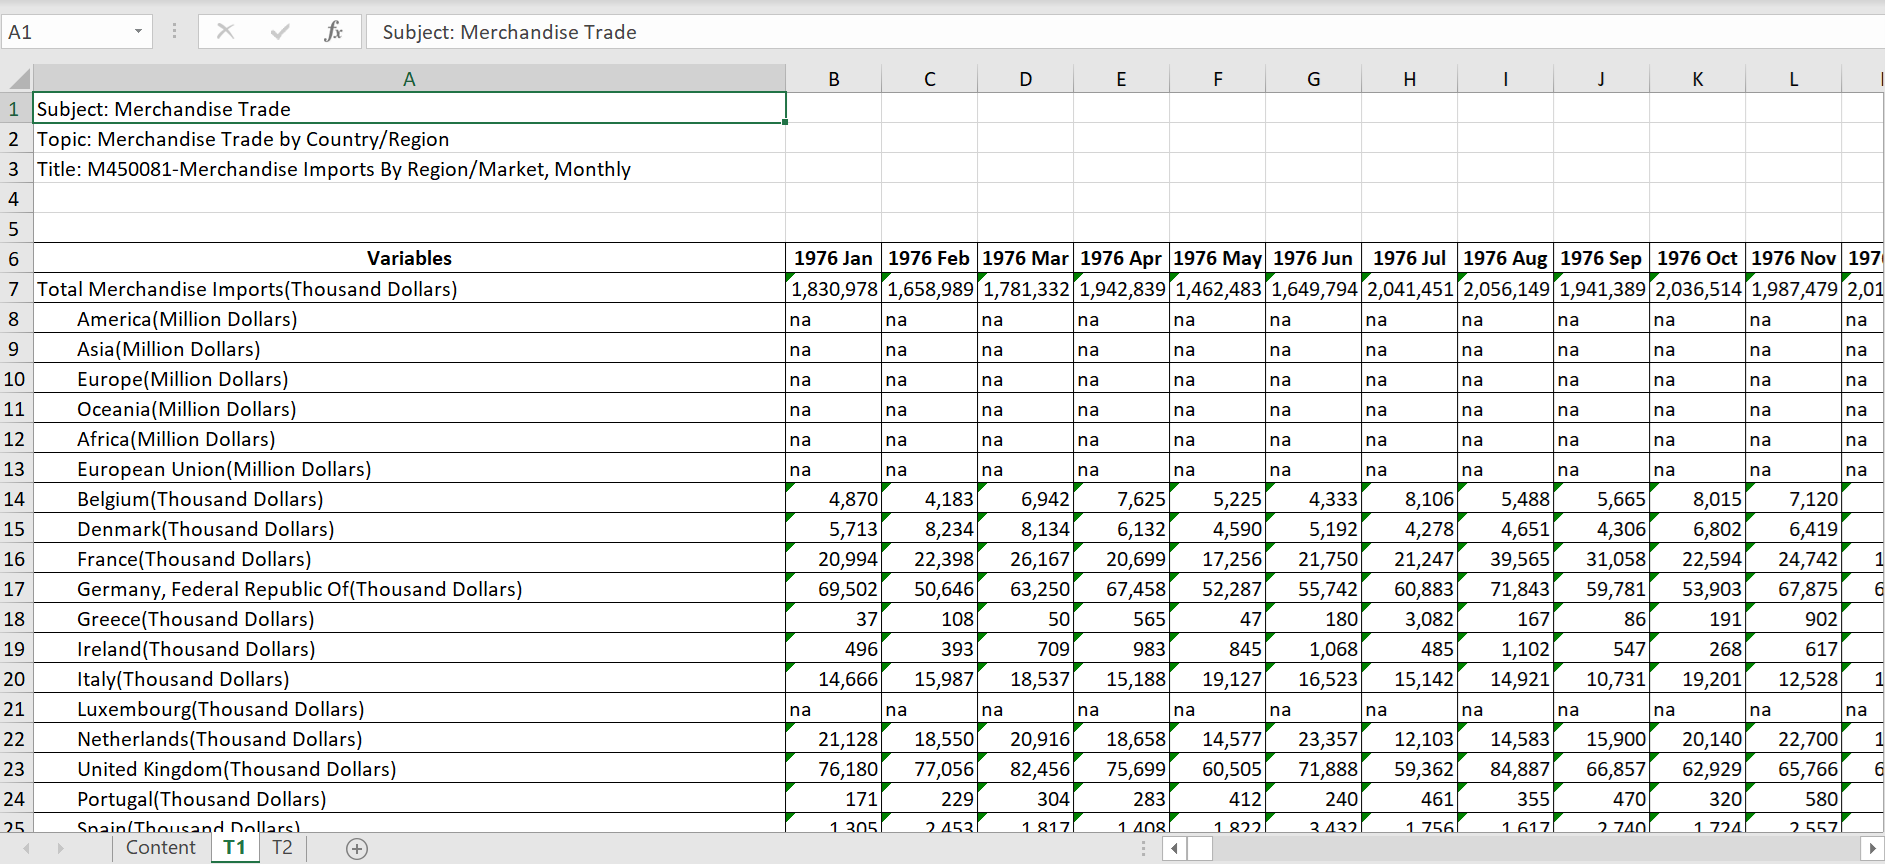 A1 fx Subject: Merchandise Trade
A B C D E F G H I J K L
1 Subject: Merchandise Trade
2 Topic: Merchandise Trade by Country/Region
3 Title: M450081-Merchandise Imports By Region/Market, Monthly
4
5
6 Variables 1976 Jan 1976 Feb 1976 Mar 1976 Apr 1976 May 1976 Jun 1976 Jul 1976 Aug 1976 Sep 1976 Oct 1976 Nov 197
7 Total Merchandise Imports(Thousand Dollars) 1,830,978 1,658,989 1,781,332 1,942,839 1,462,483 1,649,794 2,041,451 2,056,149 1,941,389 2,036,514 1,987,479 2,01
8 America(Million Dollars) na na na na na na na na na na na na
9 Asia(Million Dollars) na na na na na na na na na na na na
10 Europe(Million Dollars) na na na na na na na na na na na na
11 Oceania(Million Dollars) na na na na na na na na na na na na
12 Africa(Million Dollars) na na na na na na na na na na na na
13 European Union(Million Dollars) na na na na na na na na na na na na
14 Belgium(Thousand Dollars) 4,870 4,183 6,942 7,625 5,225 4,333 8,106 5,488 5,665 8,015 7,120
15 Denmark(Thousand Dollars) 5,713 8,234 8,134 6,132 4,590 5,192 4,278 4,651 4,306 6,802 6,419
16 France(Thousand Dollars) 20,994 22,398 26,167 20,699 17,256 21,750 21,247 39,565 31,058 22,594 24,742 1
17 Germany, Federal Republic Of(Thousand Dollars) 69,502 50,646 63,250 67,458 52,287 55,742 60,883 71,843 59,781 53,903 67,875 6
18 Greece(Thousand Dollars) 37 108 50 565 47 180 3,082 167 86 191 902
19 Ireland(Thousand Dollars) 496 393 709 983 845 1,068 485 1,102 547 268 617
20 Italy(Thousand Dollars) 14,666 15,987 18,537 15,188 19,127 16,523 15,142 14,921 10,731 19,201 12,528 1
21 Luxembourg(Thousand Dollars) na na na na na na na na na na na na
22 Netherlands(Thousand Dollars) 21,128 18,550 20,916 18,658 14,577 23,357 12,103 14,583 15,900 20,140 22,700 1
23 United Kingdom(Thousand Dollars) 76,180 77,056 82,456 75,699 60,505 71,888 59,362 84,887 66,857 62,929 65,766 6
24 Portugal(Thousand Dollars) 171 229 304 283 412 240 461 355 470 320 580
25 Spain(Thousand Dollars) 1,305 2,453 1,817 1,408 1,822 3,432 1,756 1,617 2,740 1,724 2,557
Content T1 T2